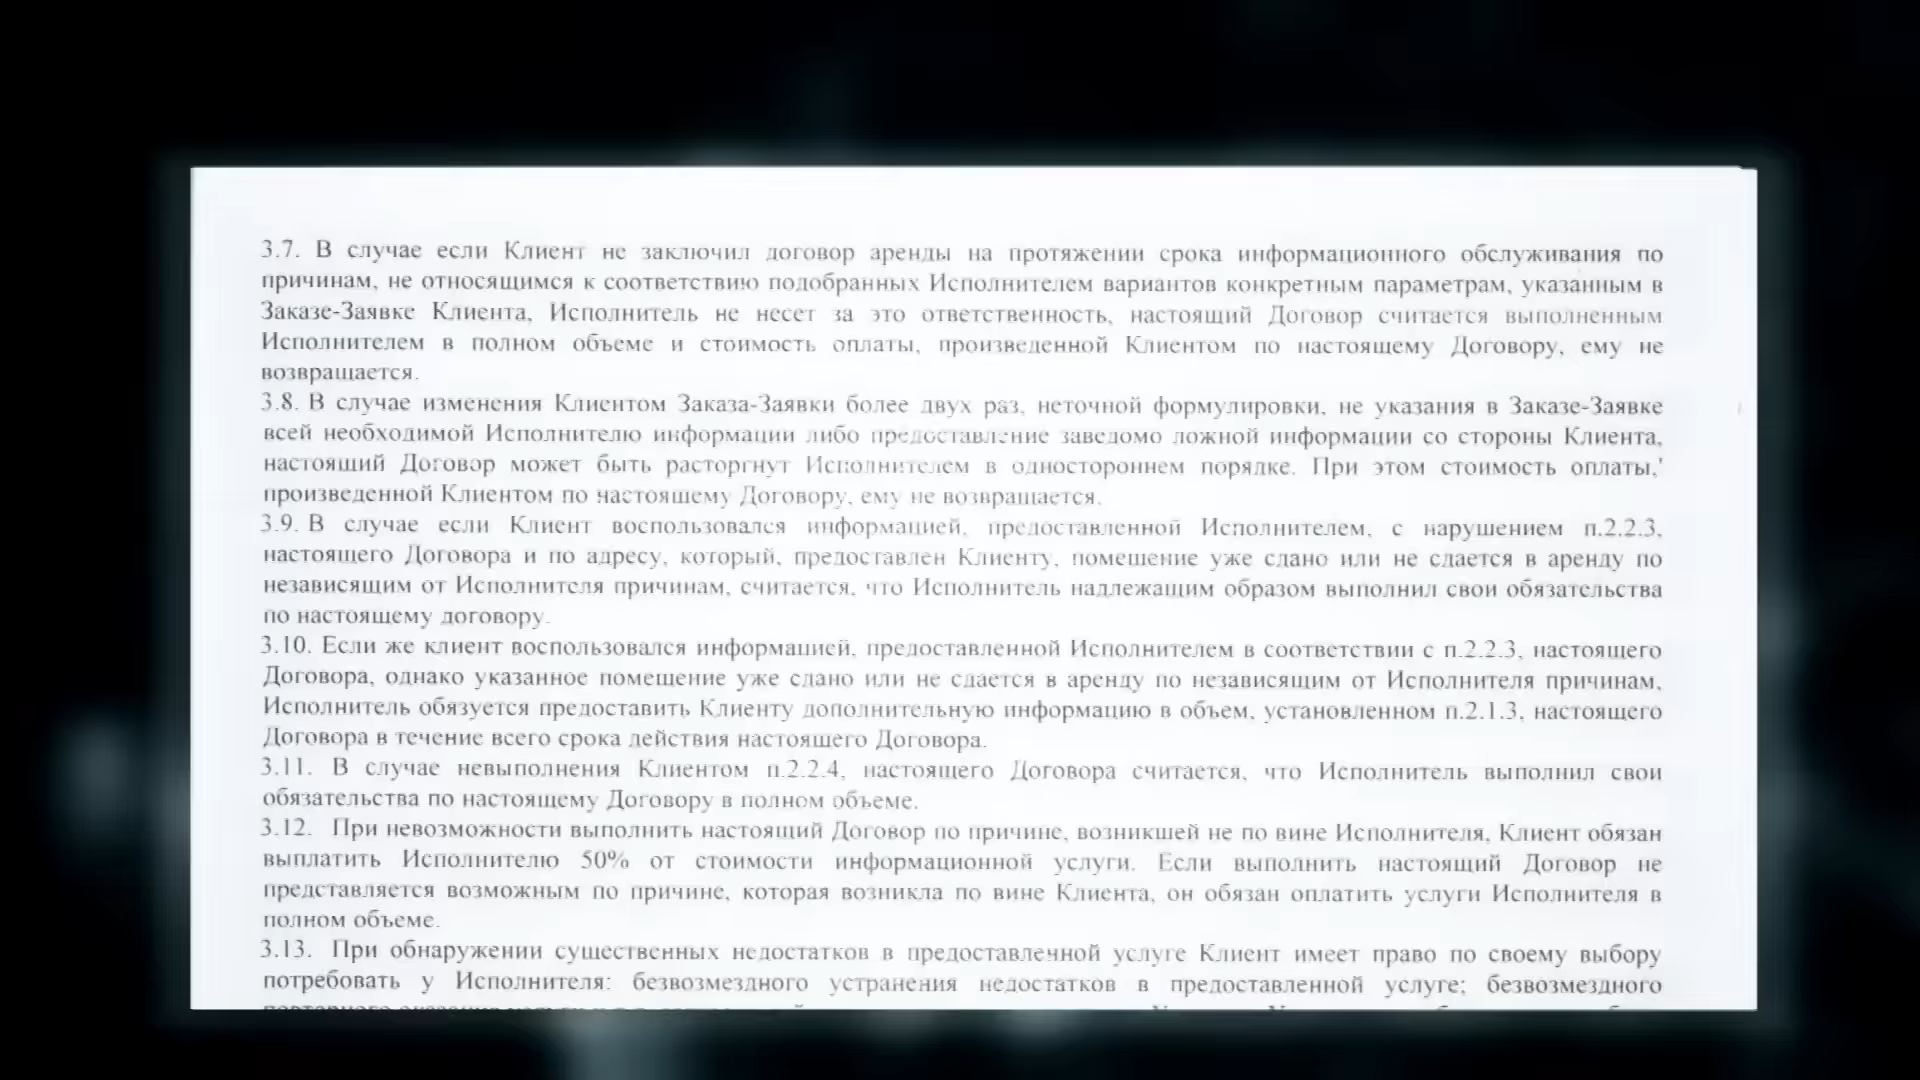 3.7. В случае если Клиент не заключил договор аренды на протяжении срока информационного обслуживания по
причинам, не относящимся к соответствию подобранных Исполнителем вариантов конкретным параметрам, указанным в
Заказе-Заявке Клиента, Исполнитель не несет за это ответственность, настоящий Договор считается выполненным
Исполнителем в полном объеме и стоимость оплаты, произведенной Клиентом по настоящему Договору, ему не
возвращается.
3.8. В случае изменения Клиентом Заказа-Заявки более двух раз, неточной формулировки, не указания в Заказе-Заявке
всей необходимой Исполнителю информации либо предоставление заведомо ложной информации со стороны Клиента,
настоящий Договор может быть расторгнут Исполнителем в одностороннем порядке. При этом стоимость оплаты,
произведенной Клиентом по настоящему Договору, ему не возвращается.
3.9. В случае если Клиент воспользовался информацией, предоставленной Исполнителем, с нарушением п.2.2.3,
настоящего Договора и по адресу, который, предоставлен Клиенту, помещение уже сдано или не сдается в аренду по
независящим от Исполнителя причинам, считается, что Исполнитель надлежащим образом выполнил свои обязательства
по настоящему договору.
3.10. Если же клиент воспользовался информацией, предоставленной Исполнителем в соответствии с п.2.2.3, настоящего
Договора, однако указанное помещение уже сдано или не сдается в аренду по независящим от Исполнителя причинам,
Исполнитель обязуется предоставить Клиенту дополнительную информацию в объем, установленном п.2.1.3, настоящего
Договора в течение всего срока действия настоящего Договора.
3.11. В случае невыполнения Клиентом п.2.2.4, настоящего Договора считается, что Исполнитель выполнил свои
обязательства по настоящему Договору в полном объеме.
3.12. При невозможности выполнить настоящий Договор по причине, возникшей не по вине Исполнителя, Клиент обязан
выплатить Исполнителю 50% от стоимости информационной услуги. Если выполнить настоящий Договор не
представляется возможным по причине, которая возникла по вине Клиента, он обязан оплатить услуги Исполнителя в
полном объеме.
3.13. При обнаружении существенных недостатков в предоставленной услуге Клиент имеет право по своему выбору
потребовать у Исполнителя: безвозмездного устранения недостатков в предоставленной услуге; безвозмездного